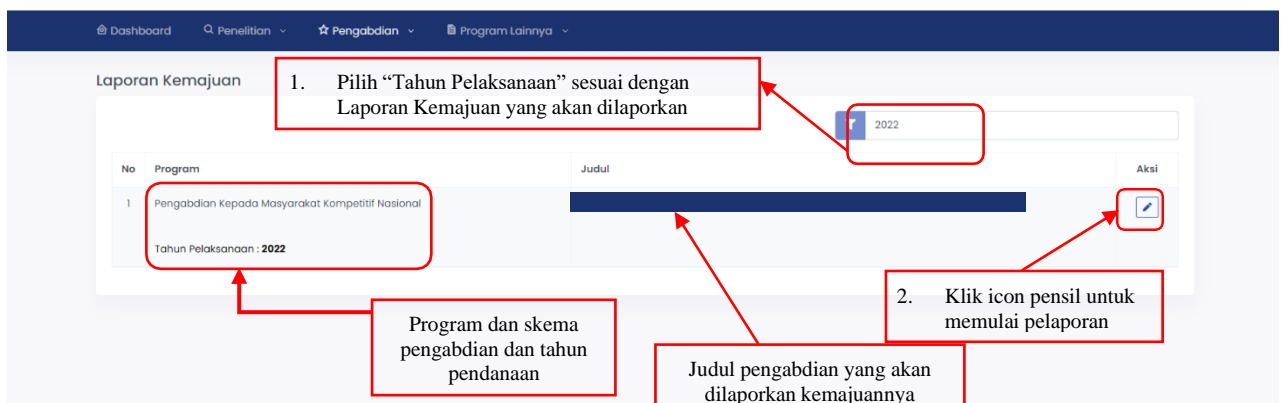 Dashboard Penelitian Pengabdian Program Lainnya
Laporan Kemajuan
1. Pilih “Tahun Pelaksanaan” sesuai dengan
Laporan Kemajuan yang akan dilaporkan
2022
No Program Judul Aksi
1 Pengabdian Kepada Masyarakat Kompetitif Nasional
Tahun Pelaksanaan : 2022
2. Klik icon pensil untuk
memulai pelaporan
Program dan skema
pengabdian dan tahun
pendanaan
Judul pengabdian yang akan
dilaporkan kemajuannya